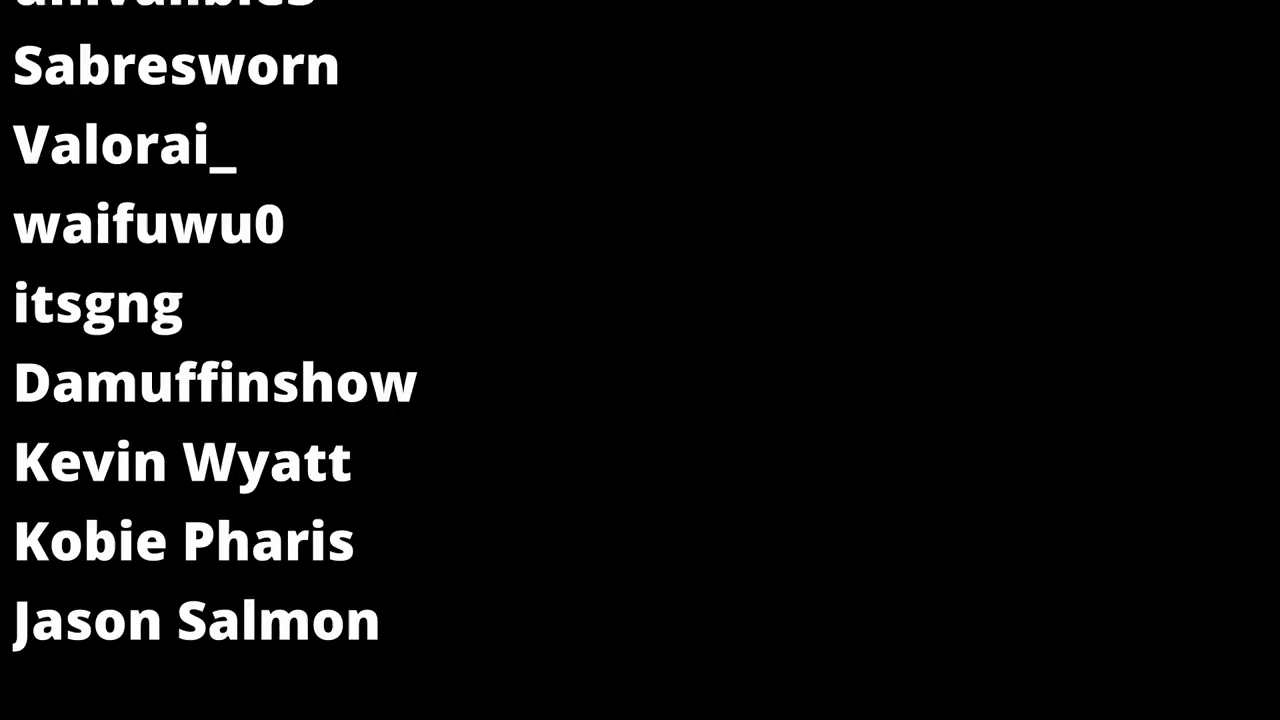 Sabresworn
Valorai_
waifuwu0
itsgng
Damuffinshow
Kevin Wyatt
Kobie Pharis
Jason Salmon